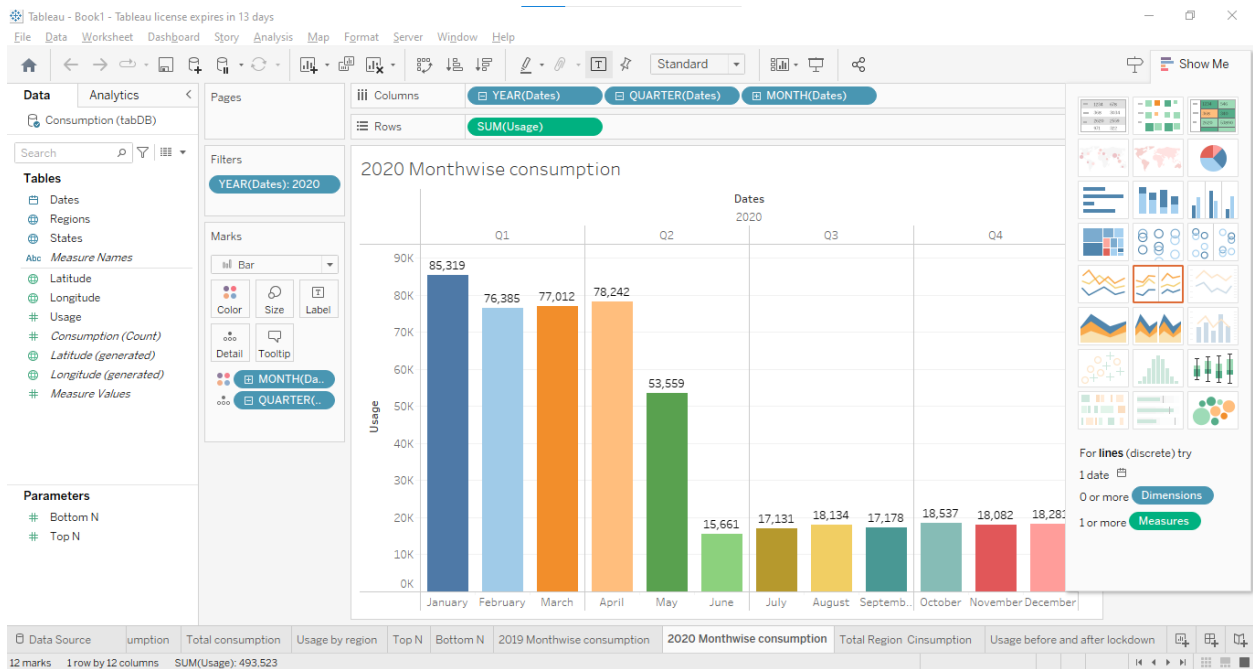 Tableau - Book1 - Tableau license expires in 13 days
File Data Worksheet Dashboard Story Analysis Map Format Server Window Help
Standard
Show Me
Data Analytics
Consumption (tabDB)
Search
Tables
Dates
Regions
States
Abc Measure Names
Latitude
Longitude
Usage
Consumption (Count)
Latitude (generated)
Longitude (generated)
Measure Values
Parameters
Bottom N
Top N
Pages
Filters
YEAR(Dates): 2020
Marks
Bar
Color Size Label
Detail Tooltip
MONTH(Da..
QUARTER(..
Columns YEAR(Dates) QUARTER(Dates) MONTH(Dates)
Rows SUM(Usage)
2020 Monthwise consumption
Dates
2020
Q1 Q2 Q3 Q4
Usage
90K
80K
70K
60K
50K
40K
30K
20K
10K
0K
85,319
76,385
77,012
78,242
53,559
15,661
17,131
18,134
17,178
18,537
18,082
18,281
January February March April May June July August Septemb.. October November December
For lines (discrete) try
1 date
0 or more Dimensions
1 or more Measures
Data Source umption Total consumption Usage by region Top N Bottom N 2019 Monthwise consumption 2020 Monthwise consumption Total Region Cinsumption Usage before and after lockdown
12 marks 1 row by 12 columns SUM(Usage): 493,523